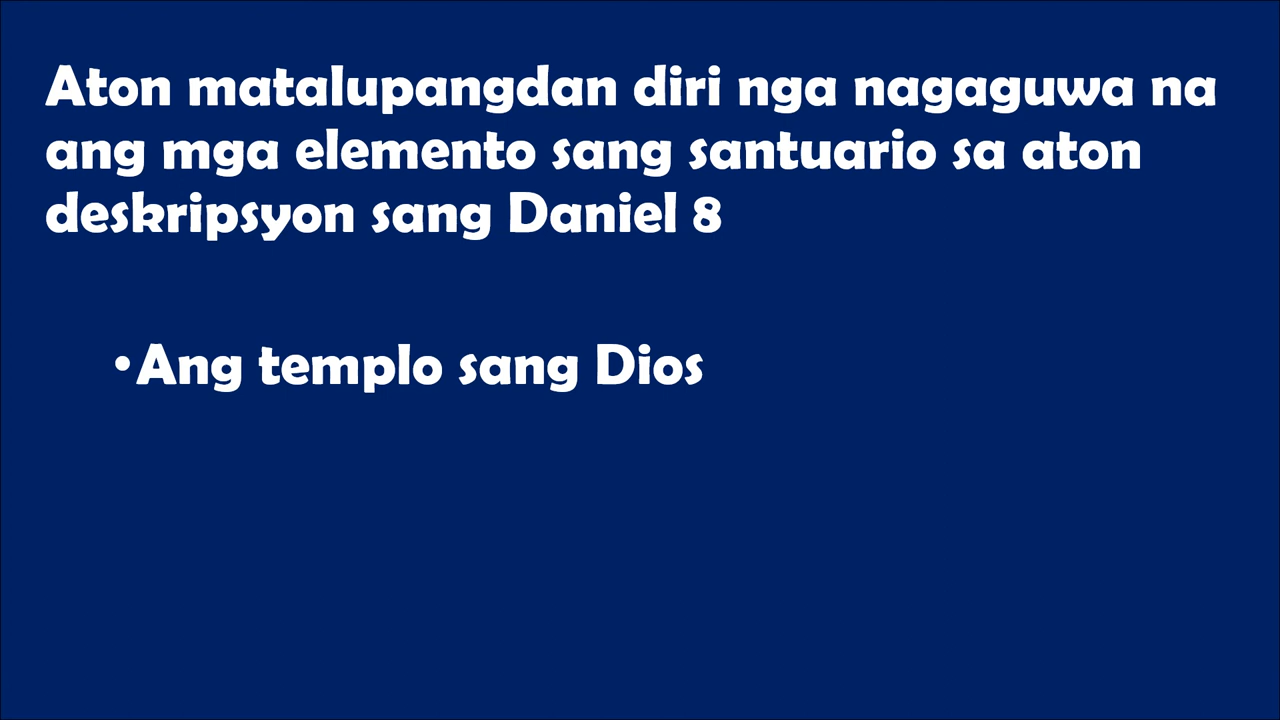 Aton matalupangdan diri nga nagaguwa na
ang mga elemento sang santuario sa aton
deskripsyon sang Daniel 8
•Ang templo sang Dios